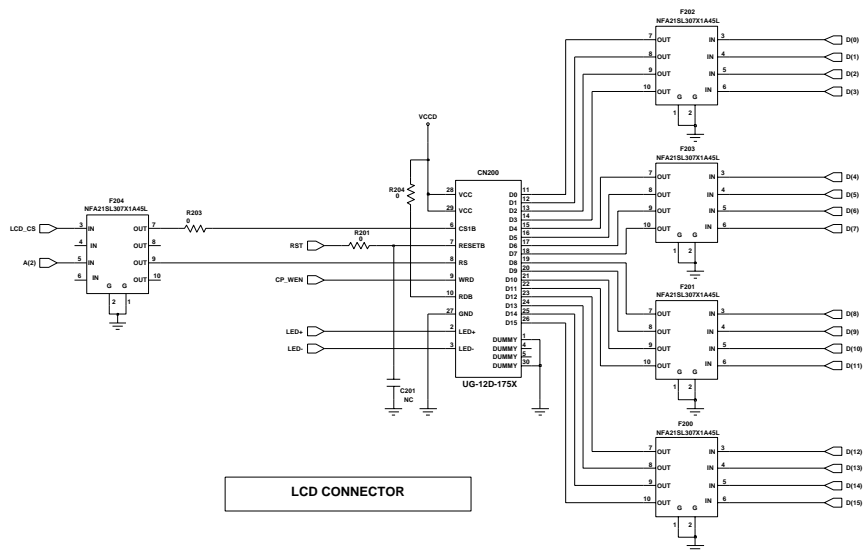 F202
NFA21SL307X1A45L
7 OUT IN 3 D(0)
8 OUT IN 4 D(1)
9 OUT IN 5 D(2)
10 OUT IN 6 D(3)
G G
1 2
VCCD
CN200
F203
NFA21SL307X1A45L
7 OUT IN 3 D(4)
8 OUT IN 5 D(5)
9 OUT IN 5 D(6)
10 OUT IN 6 D(7)
G G
1 2
F204
NFA21SL307X1A45L
LCD_CS 3 IN OUT 7
4 IN OUT 8
A(2) 5 IN OUT 9
6 IN OUT 10
G G
2 1
R203
0
R204
0
RST
R201
0
CP_WEN
LED+
LED-
C201
NC
28 VCC
29 VCC
6 CS1B
7 RESETB
8 RS
9 WRD
10 RDB
27 GND
2 LED+
3 LED-
D0 11
D1 12
D2 13
D3 14
D4 15
D5 16
D6 17
D7 18
D8 19
D9 20
D10 21
D11 22
D12 23
D13 24
D14 25
D15 26
DUMMY 1
DUMMY 4
DUMMY 5
DUMMY 30
UG-12D-175X
F201
NFA21SL307X1A45L
7 OUT IN 3 D(8)
8 OUT IN 4 D(9)
9 OUT IN 5 D(10)
10 OUT IN 6 D(11)
G G
1 2
F200
NFA21SL307X1A45L
7 OUT IN 3 D(12)
8 OUT IN 4 D(13)
9 OUT IN 5 D(14)
10 OUT IN 6 D(15)
G G
1 2
LCD CONNECTOR